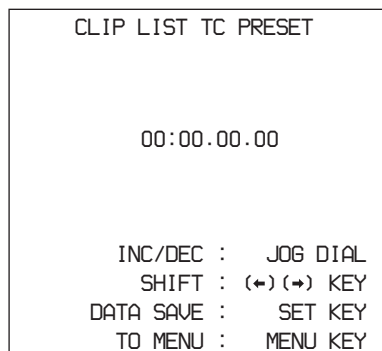 CLIP LIST TC PRESET
00:00.00.00
INC/DEC : JOG DIAL
SHIFT : (←)(→) KEY
DATA SAVE : SET KEY
TO MENU : MENU KEY